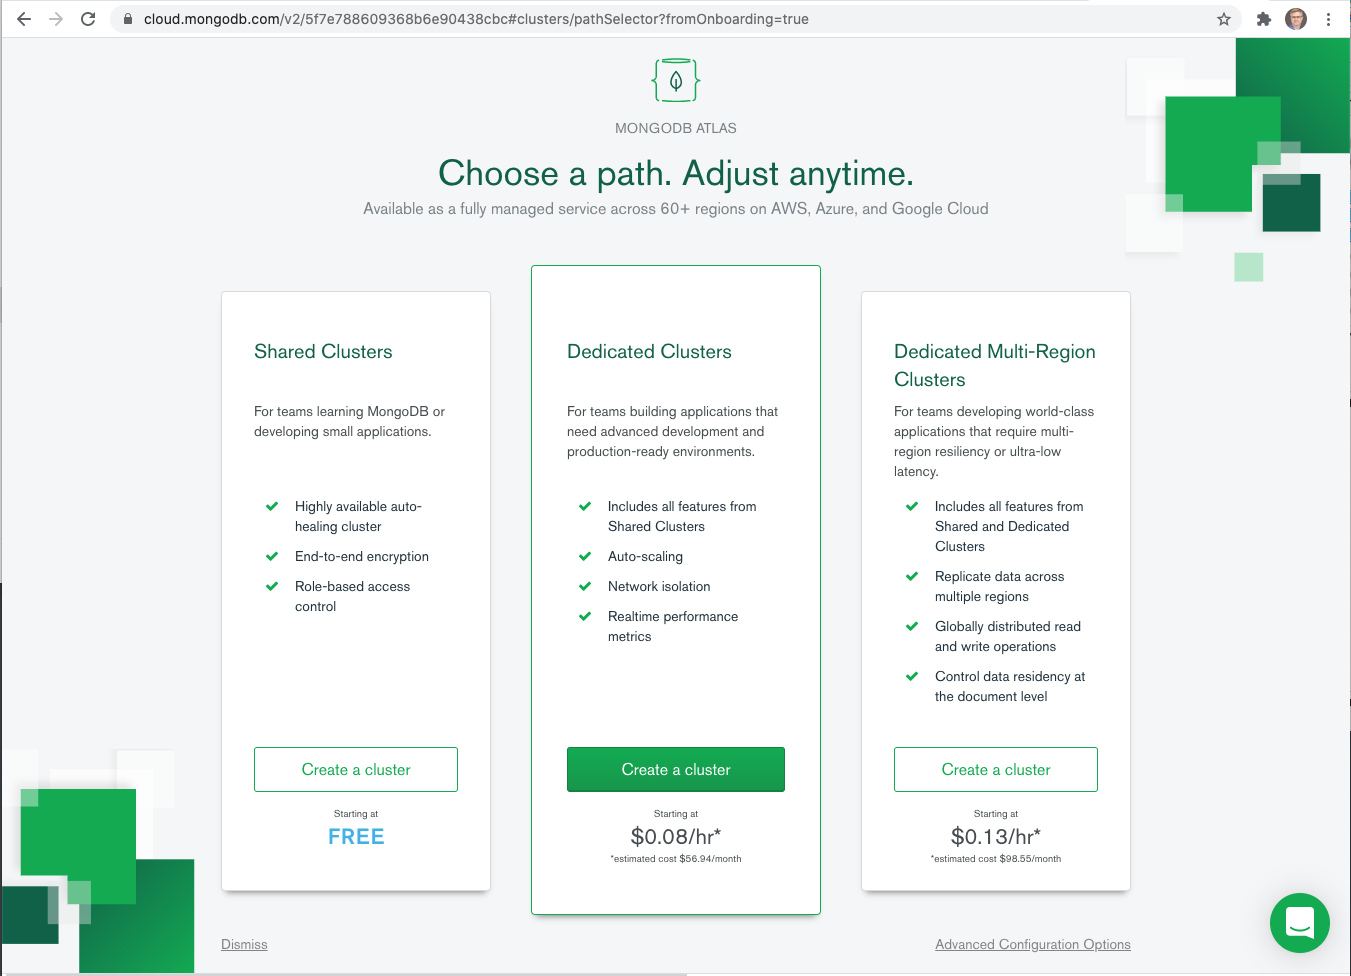 cloud.mongodb.com/v2/5f7e788609368b6e90438cbc#clusters/pathSelector?fromOnboarding=true
MONGODB ATLAS
Choose a path. Adjust anytime.
Available as a fully managed service across 60+ regions on AWS, Azure, and Google Cloud
Shared Clusters
For teams learning MongoDB or
developing small applications.
Highly available auto-
healing cluster
End-to-end encryption
Role-based access
control
Create a cluster
Starting at
FREE
Dedicated Clusters
For teams building applications that
need advanced development and
production-ready environments.
Includes all features from
Shared Clusters
Auto-scaling
Network isolation
Realtime performance
metrics
Create a cluster
Starting at
$0.08/hr*
*estimated cost $56.94/month
Dedicated Multi-Region
Clusters
For teams developing world-class
applications that require multi-
region resiliency or ultra-low
latency.
Includes all features from
Shared and Dedicated
Clusters
Replicate data across
multiple regions
Globally distributed read
and write operations
Control data residency at
the document level
Create a cluster
Starting at
$0.13/hr*
*estimated cost $98.55/month
Dismiss
Advanced Configuration Options